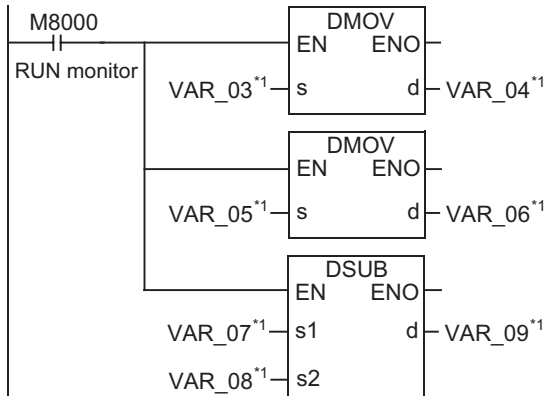 M8000
RUN monitor
DMOV
EN ENO
VAR_03*1 s d VAR_04*1
DMOV
EN ENO
VAR_05*1 s d VAR_06*1
DSUB
EN ENO
VAR_07*1 s1 d VAR_09*1
VAR_08*1 s2